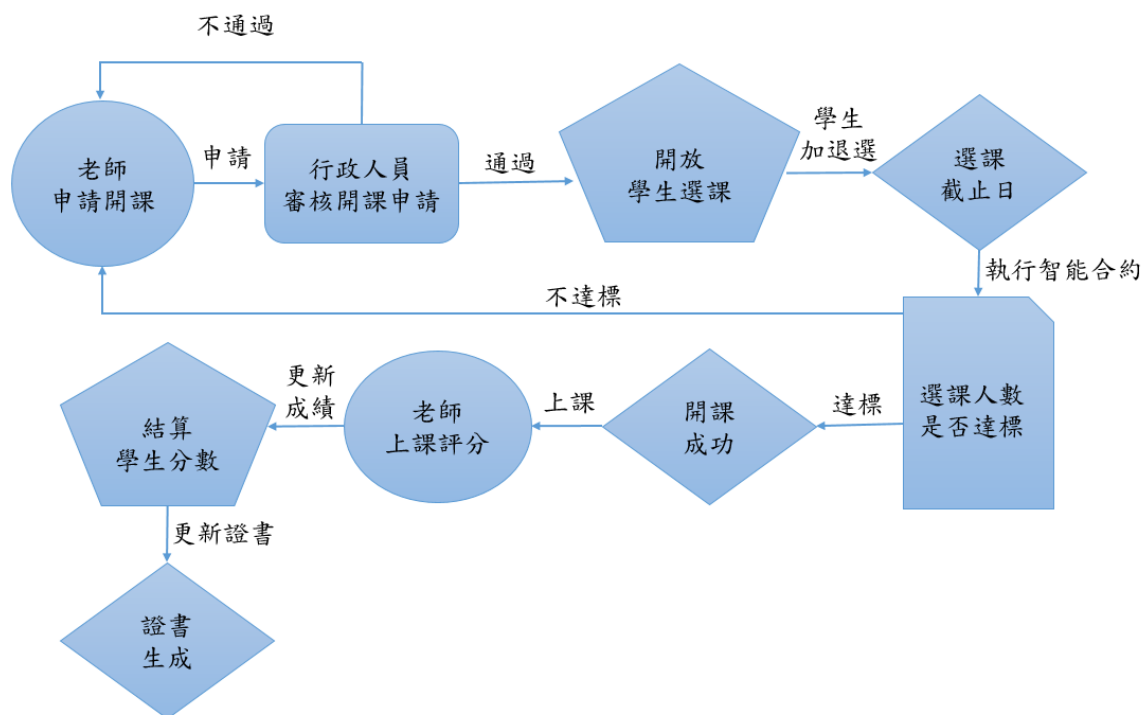 不通過
老師
申請開課
申請
行政人員
審核開課申請
通過
開放
學生選課
學生
加退選
選課
截止日
執行智能合約
不達標
選課人數
是否達標
達標
開課
成功
上課
老師
上課評分
更新
成績
結算
學生分數
更新證書
證書
生成